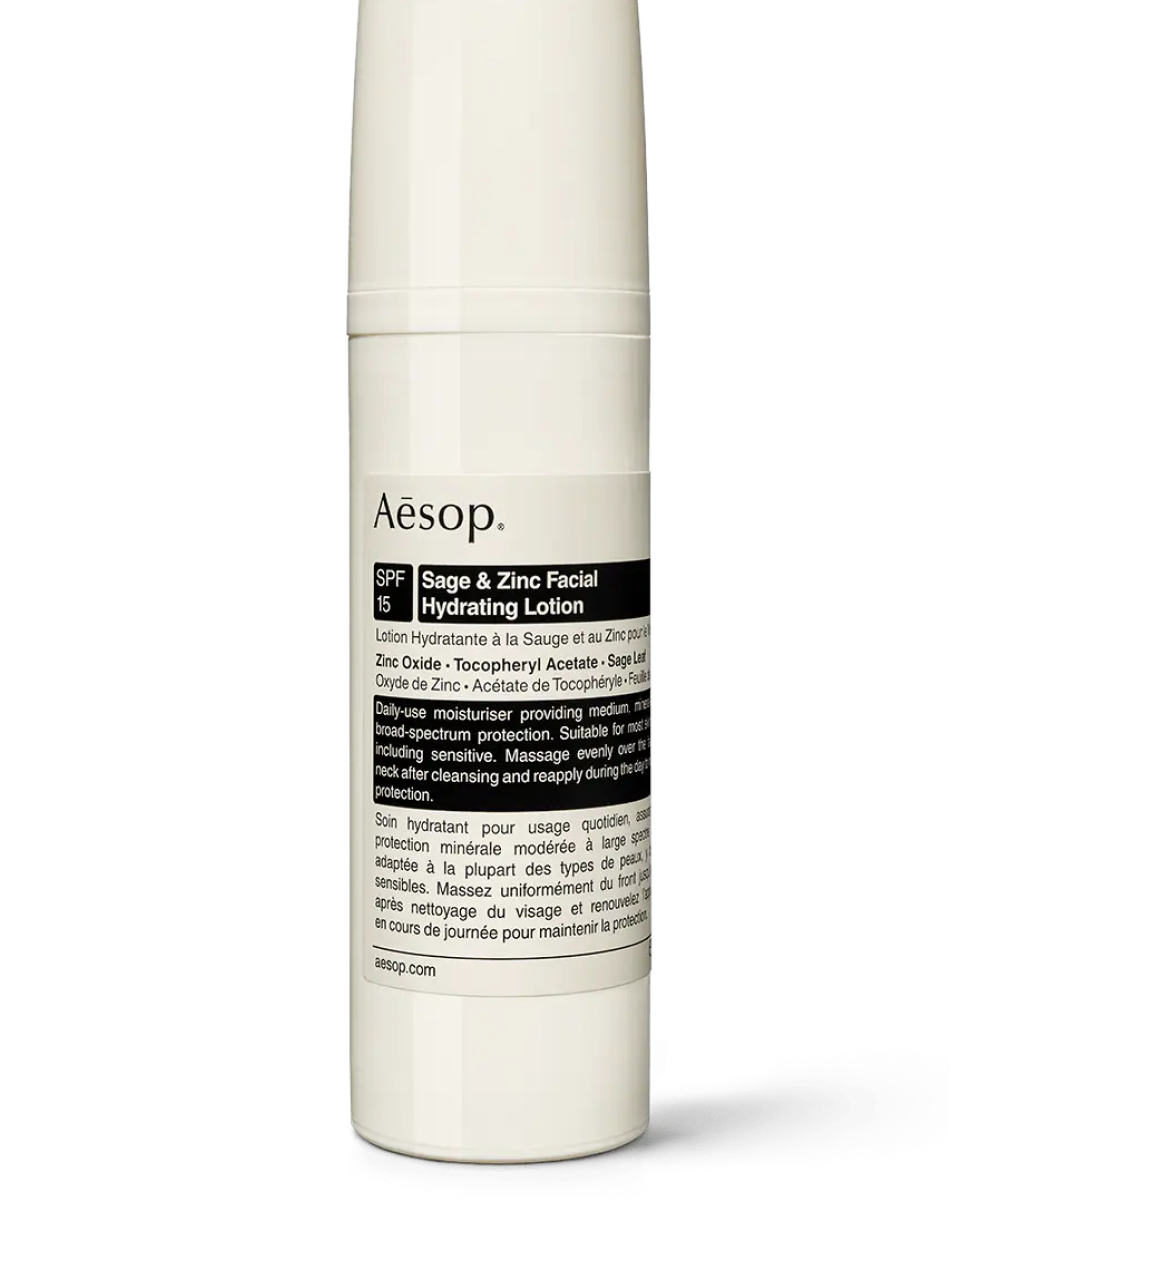 Aēsop®
SPF
15
Sage & Zinc Facial
Hydrating Lotion
Lotion Hydratante à la Sauge et au Zinc pour le
Zinc Oxide • Tocopheryl Acetate • Sage Leaf
Oxyde de Zinc • Acétate de Tocophéryle • Feuille
Daily-use moisturiser providing medium,
broad-spectrum protection. Suitable for most
including sensitive. Massage evenly over the
neck after cleansing and reapply during the day
protection.
Soin hydratant pour usage quotidien,
protection minérale modérée à large
adaptée à la plupart des types de peaux,
sensibles. Massez uniformément du front
après nettoyage du visage et renouvelez
en cours de journée pour maintenir la protection.
aesop.com